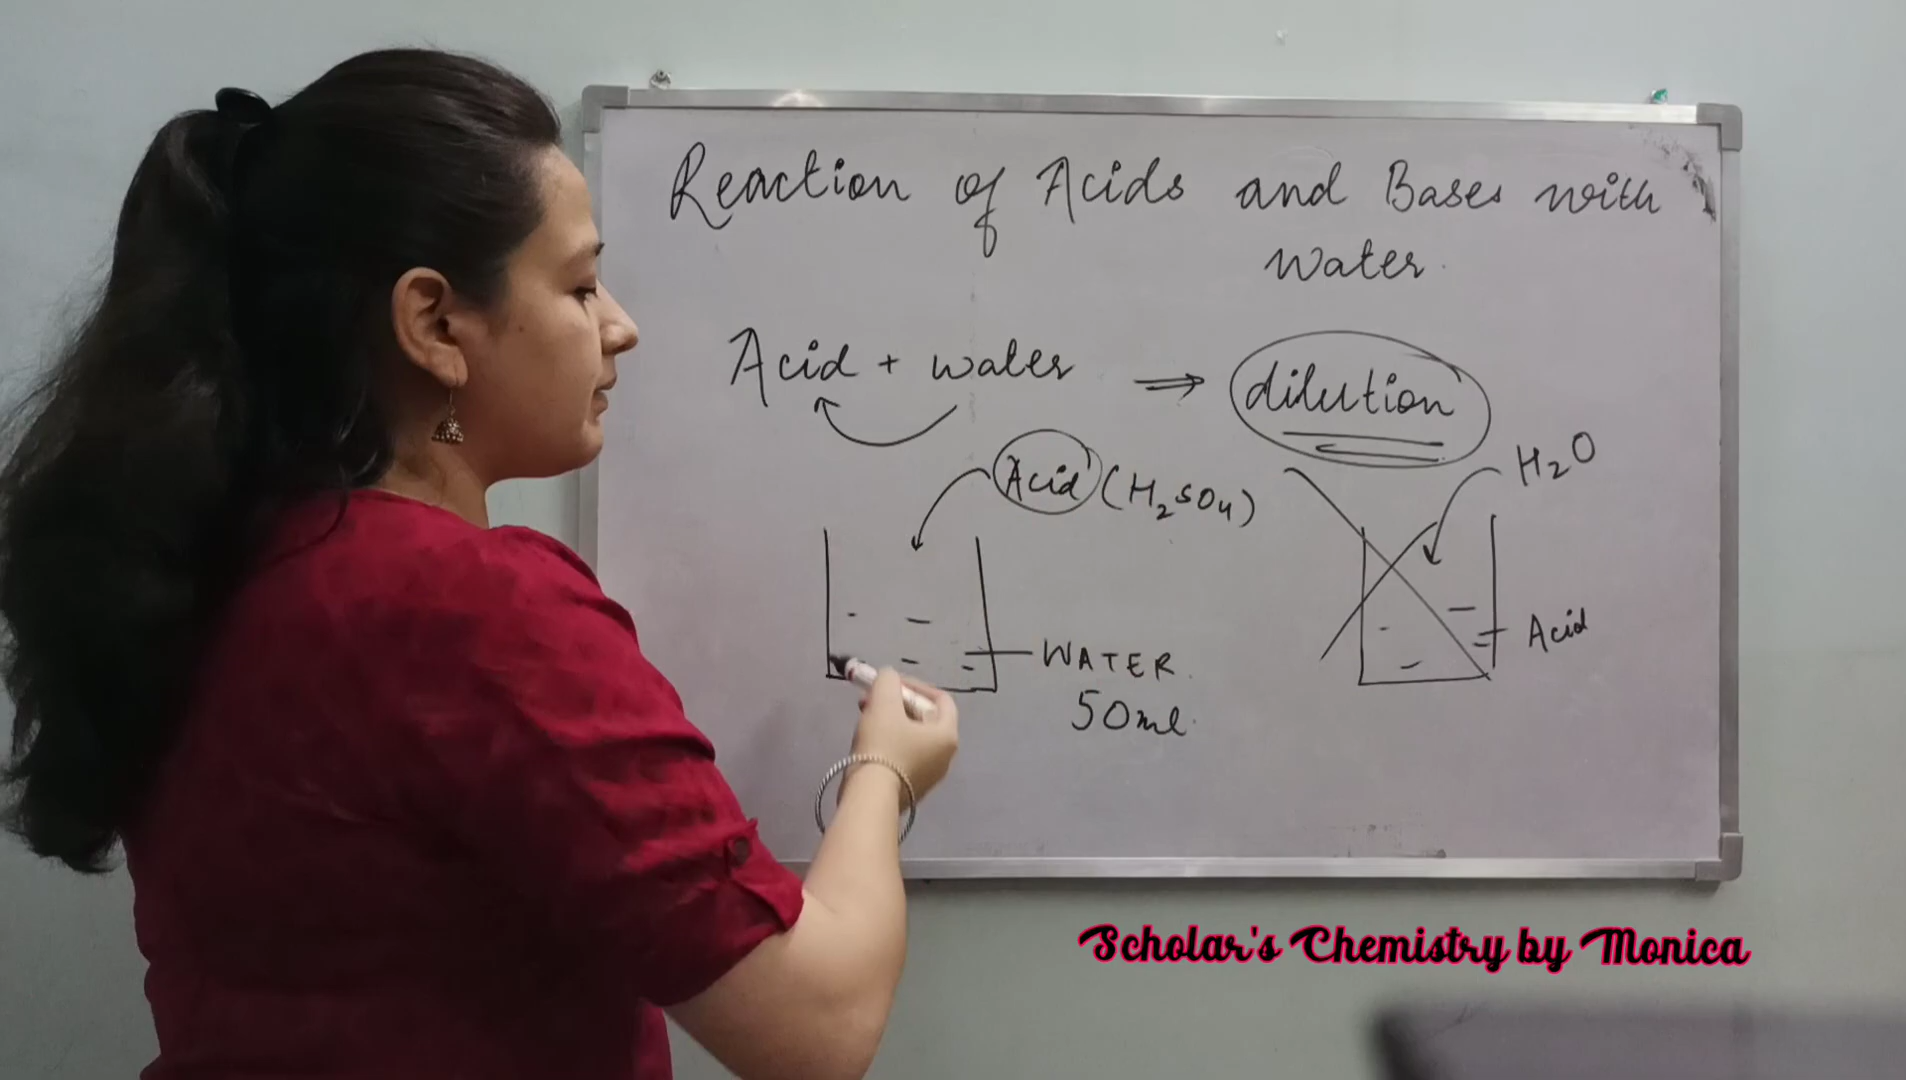 Reaction of Acids and Bases with
water.
Acid + water ⇒ dilution
Acid (H2SO4)
H2O
WATER
50ml.
Acid
Scholar's Chemistry by Monica